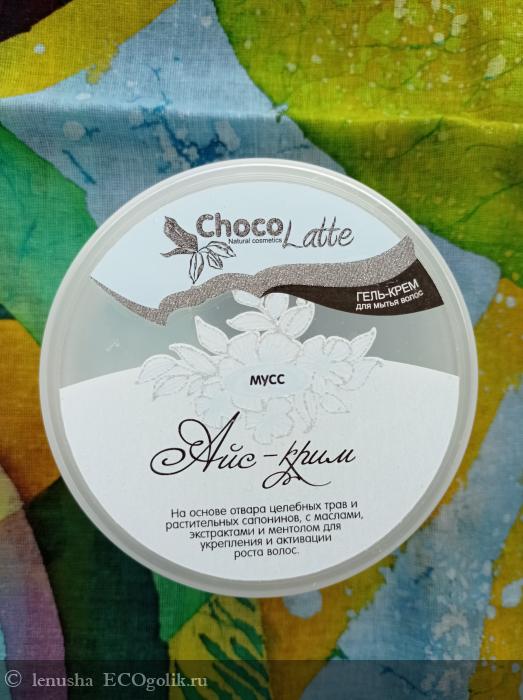 Choco Latte
Natural cosmetics
ГЕЛЬ-КРЕМ
для мытья волос
мусс
Айс-крим
На основе отвара целебных трав и
растительных сапонинов, с маслами,
экстрактами и ментолом для
укрепления и активации
роста волос.
© lenusha ECOgolik.ru